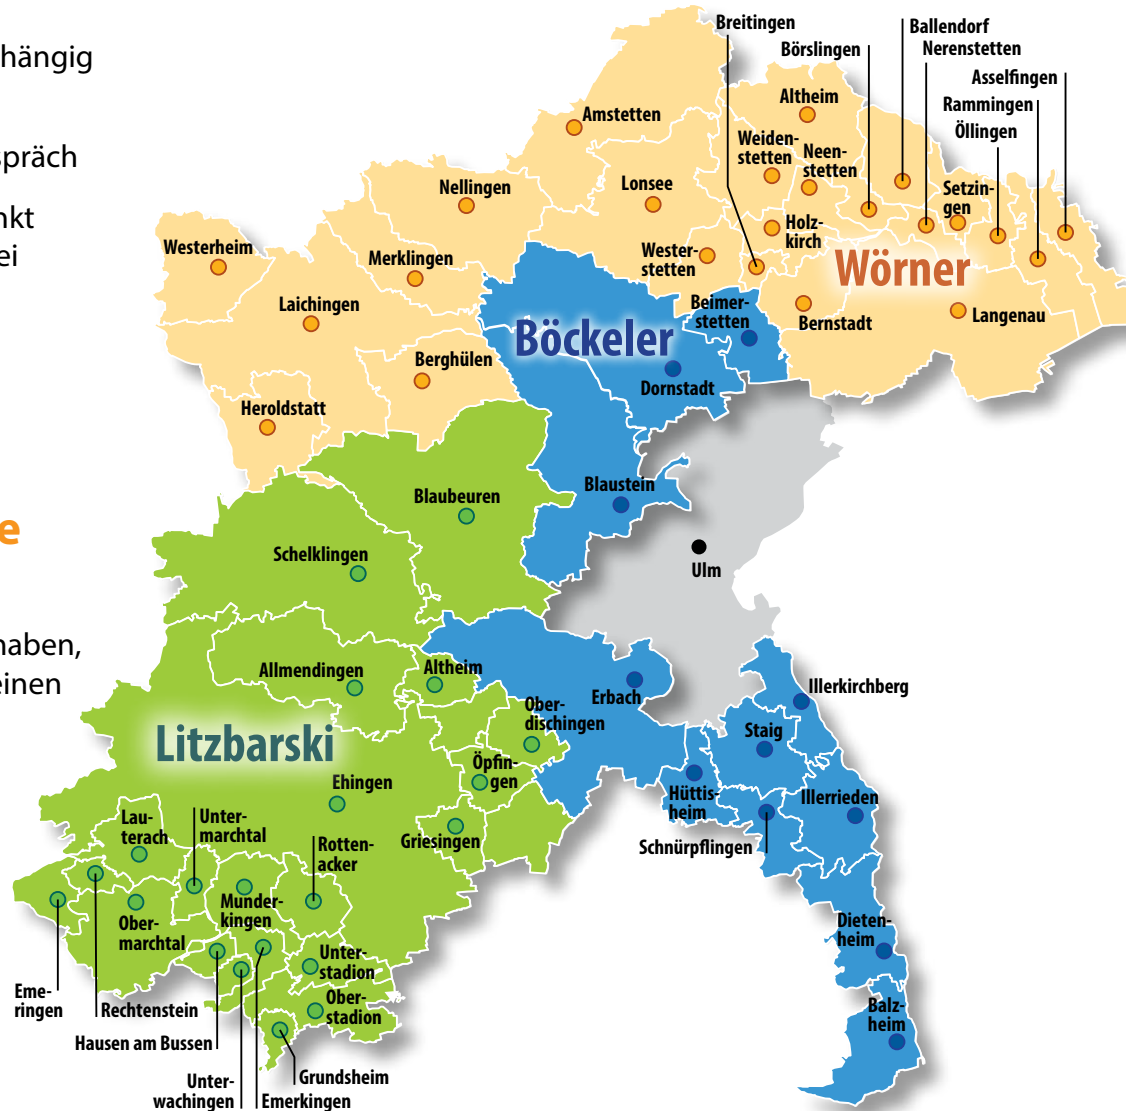 hängig
spräch
nkt
ei
e
haben,
einen
Breitingen
Ballendorf
Börslingen
Nerenstetten
Asselfingen
Altheim
Rammingen
Amstetten
Öllingen
Weiden-
stetten
Neen-
stetten
Nellingen
Lonsee
Setzin-
gen
Holz-
kirch
Westerheim
Merklingen
Wester-
stetten
Wörner
Laichingen
Beimer-
stetten
Bernstadt
Langenau
Böckeler
Berghülen
Dornstadt
Heroldstatt
Blaubeuren
Blaustein
Schelklingen
Ulm
Allmendingen
Altheim
Erbach
Illerkirchberg
Ober-
dischingen
Staig
Litzbarski
Öpfin-
gen
Ehingen
Hüttis-
heim
Illerrieden
Lau-
terach
Unter-
marchtal
Rotten-
acker
Griesingen
Schnürpflingen
Munder-
kingen
Ober-
marchtal
Dieten-
heim
Unter-
stadion
Eme-
ringen
Rechtenstein
Ober-
stadion
Balz-
heim
Hausen am Bussen
Grundsheim
Unter-
wachingen
Emerkingen